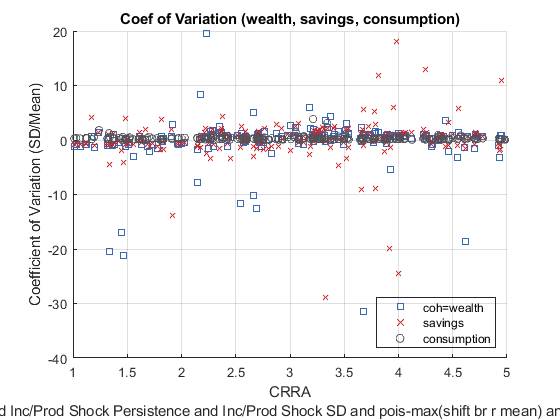 Coef of Variation (wealth, savings, consumption)
20
10
0
-10
-20
-30
-40
Coefficient of Variation (SD/Mean)
coh=wealth
savings
consumption
1 1.5 2 2.5 3 3.5 4 4.5 5
CRRA
d Inc/Prod Shock Persistence and Inc/Prod Shock SD and pois-max(shift br r mean) an